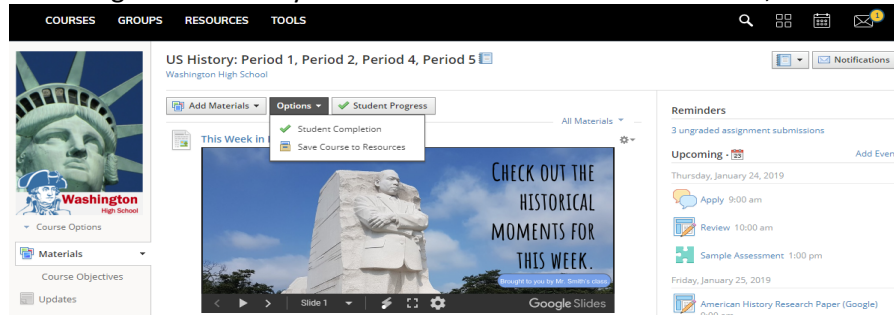 COURSES GROUPS RESOURCES TOOLS
1
US History: Period 1, Period 2, Period 4, Period 5
Washington High School
Notifications
Add Materials
Options
Student Progress
All Materials
Student Completion
Save Course to Resources
This Week in
CHECK OUT THE
HISTORICAL
MOMENTS FOR
THIS WEEK.
Brought to you by Mr. Smith's class
Slide 1
Google Slides
Washington
High School
Course Options
Materials
Course Objectives
Updates
Reminders
3 ungraded assignment submissions
Upcoming · 23
Add Even
Thursday, January 24, 2019
Apply 9:00 am
Review 10:00 am
Sample Assessment 1:00 pm
Friday, January 25, 2019
American History Research Paper (Google)
9:00 am